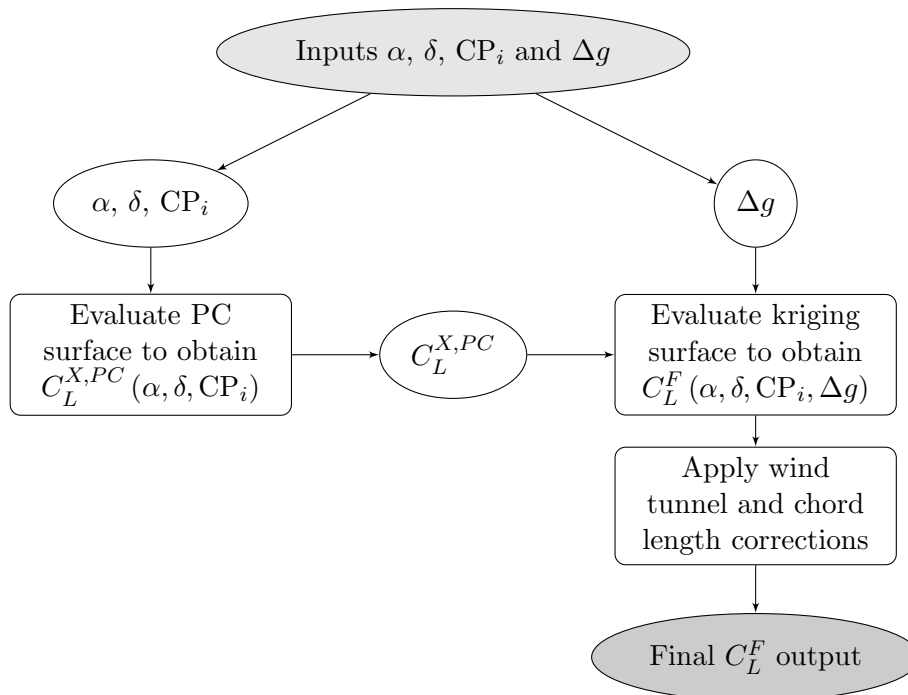 Inputs α, δ, CP_i and Δg
α, δ, CP_i
Δg
Evaluate PC
surface to obtain
C_L^{X,PC} (α, δ, CP_i)
C_L^{X,PC}
Evaluate kriging
surface to obtain
C_L^F (α, δ, CP_i, Δg)
Apply wind
tunnel and chord
length corrections
Final C_L^F output